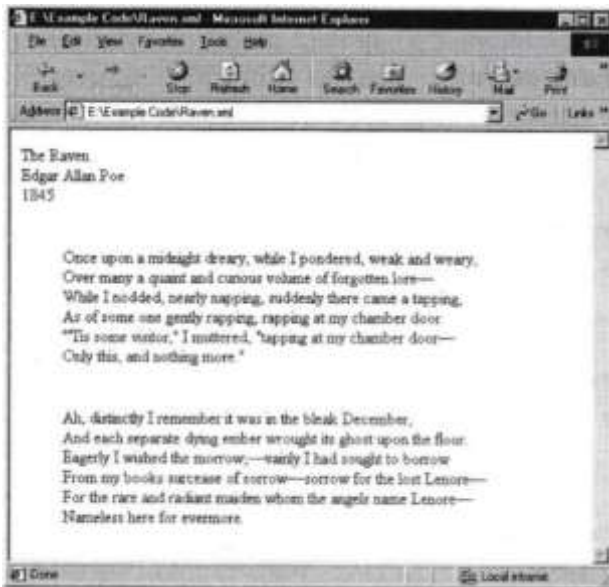 E:\Example Code\Raven.xml - Microsoft Internet Explorer
File Edit View Favorites Tools Help
Back Stop Refresh Home Search Favorites History Mail Print
Address E:\Example Code\Raven.xml Go Links »
The Raven
Edgar Allan Poe
1845
Once upon a midnight dreary, while I pondered, weak and weary,
Over many a quaint and curious volume of forgotten lore—
While I nodded, nearly napping, suddenly there came a tapping,
As of some one gently rapping, rapping at my chamber door.
"'Tis some visitor," I muttered, "tapping at my chamber door—
Only this, and nothing more."
Ah, distinctly I remember it was in the bleak December,
And each separate dying ember wrought its ghost upon the floor.
Eagerly I wished the morrow;—vainly I had sought to borrow
From my books surcease of sorrow—sorrow for the lost Lenore—
For the rare and radiant maiden whom the angels name Lenore—
Nameless here for evermore.
Done Local intranet